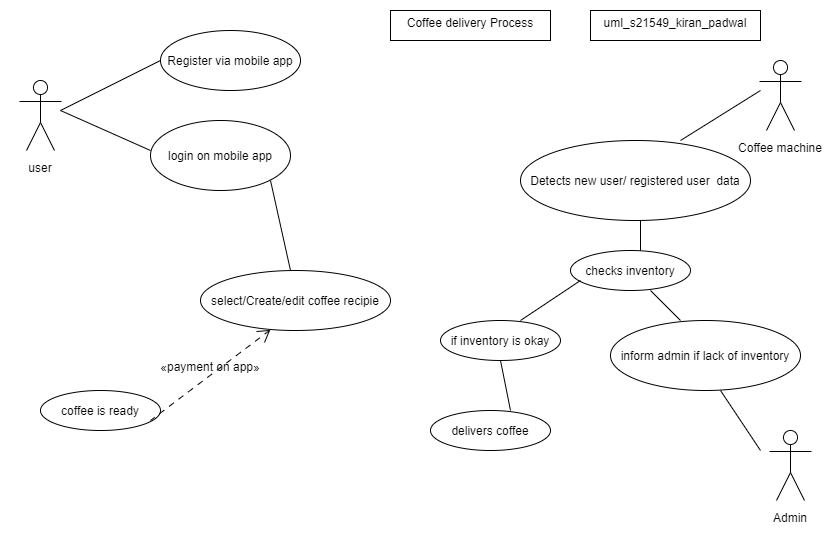 Coffee delivery Process
uml_s21549_kiran_padwal
Register via mobile app
user
login on mobile app
Coffee machine
Detects new user/ registered user data
checks inventory
select/Create/edit coffee recipie
if inventory is okay
inform admin if lack of inventory
«payment on app»
coffee is ready
delivers coffee
Admin